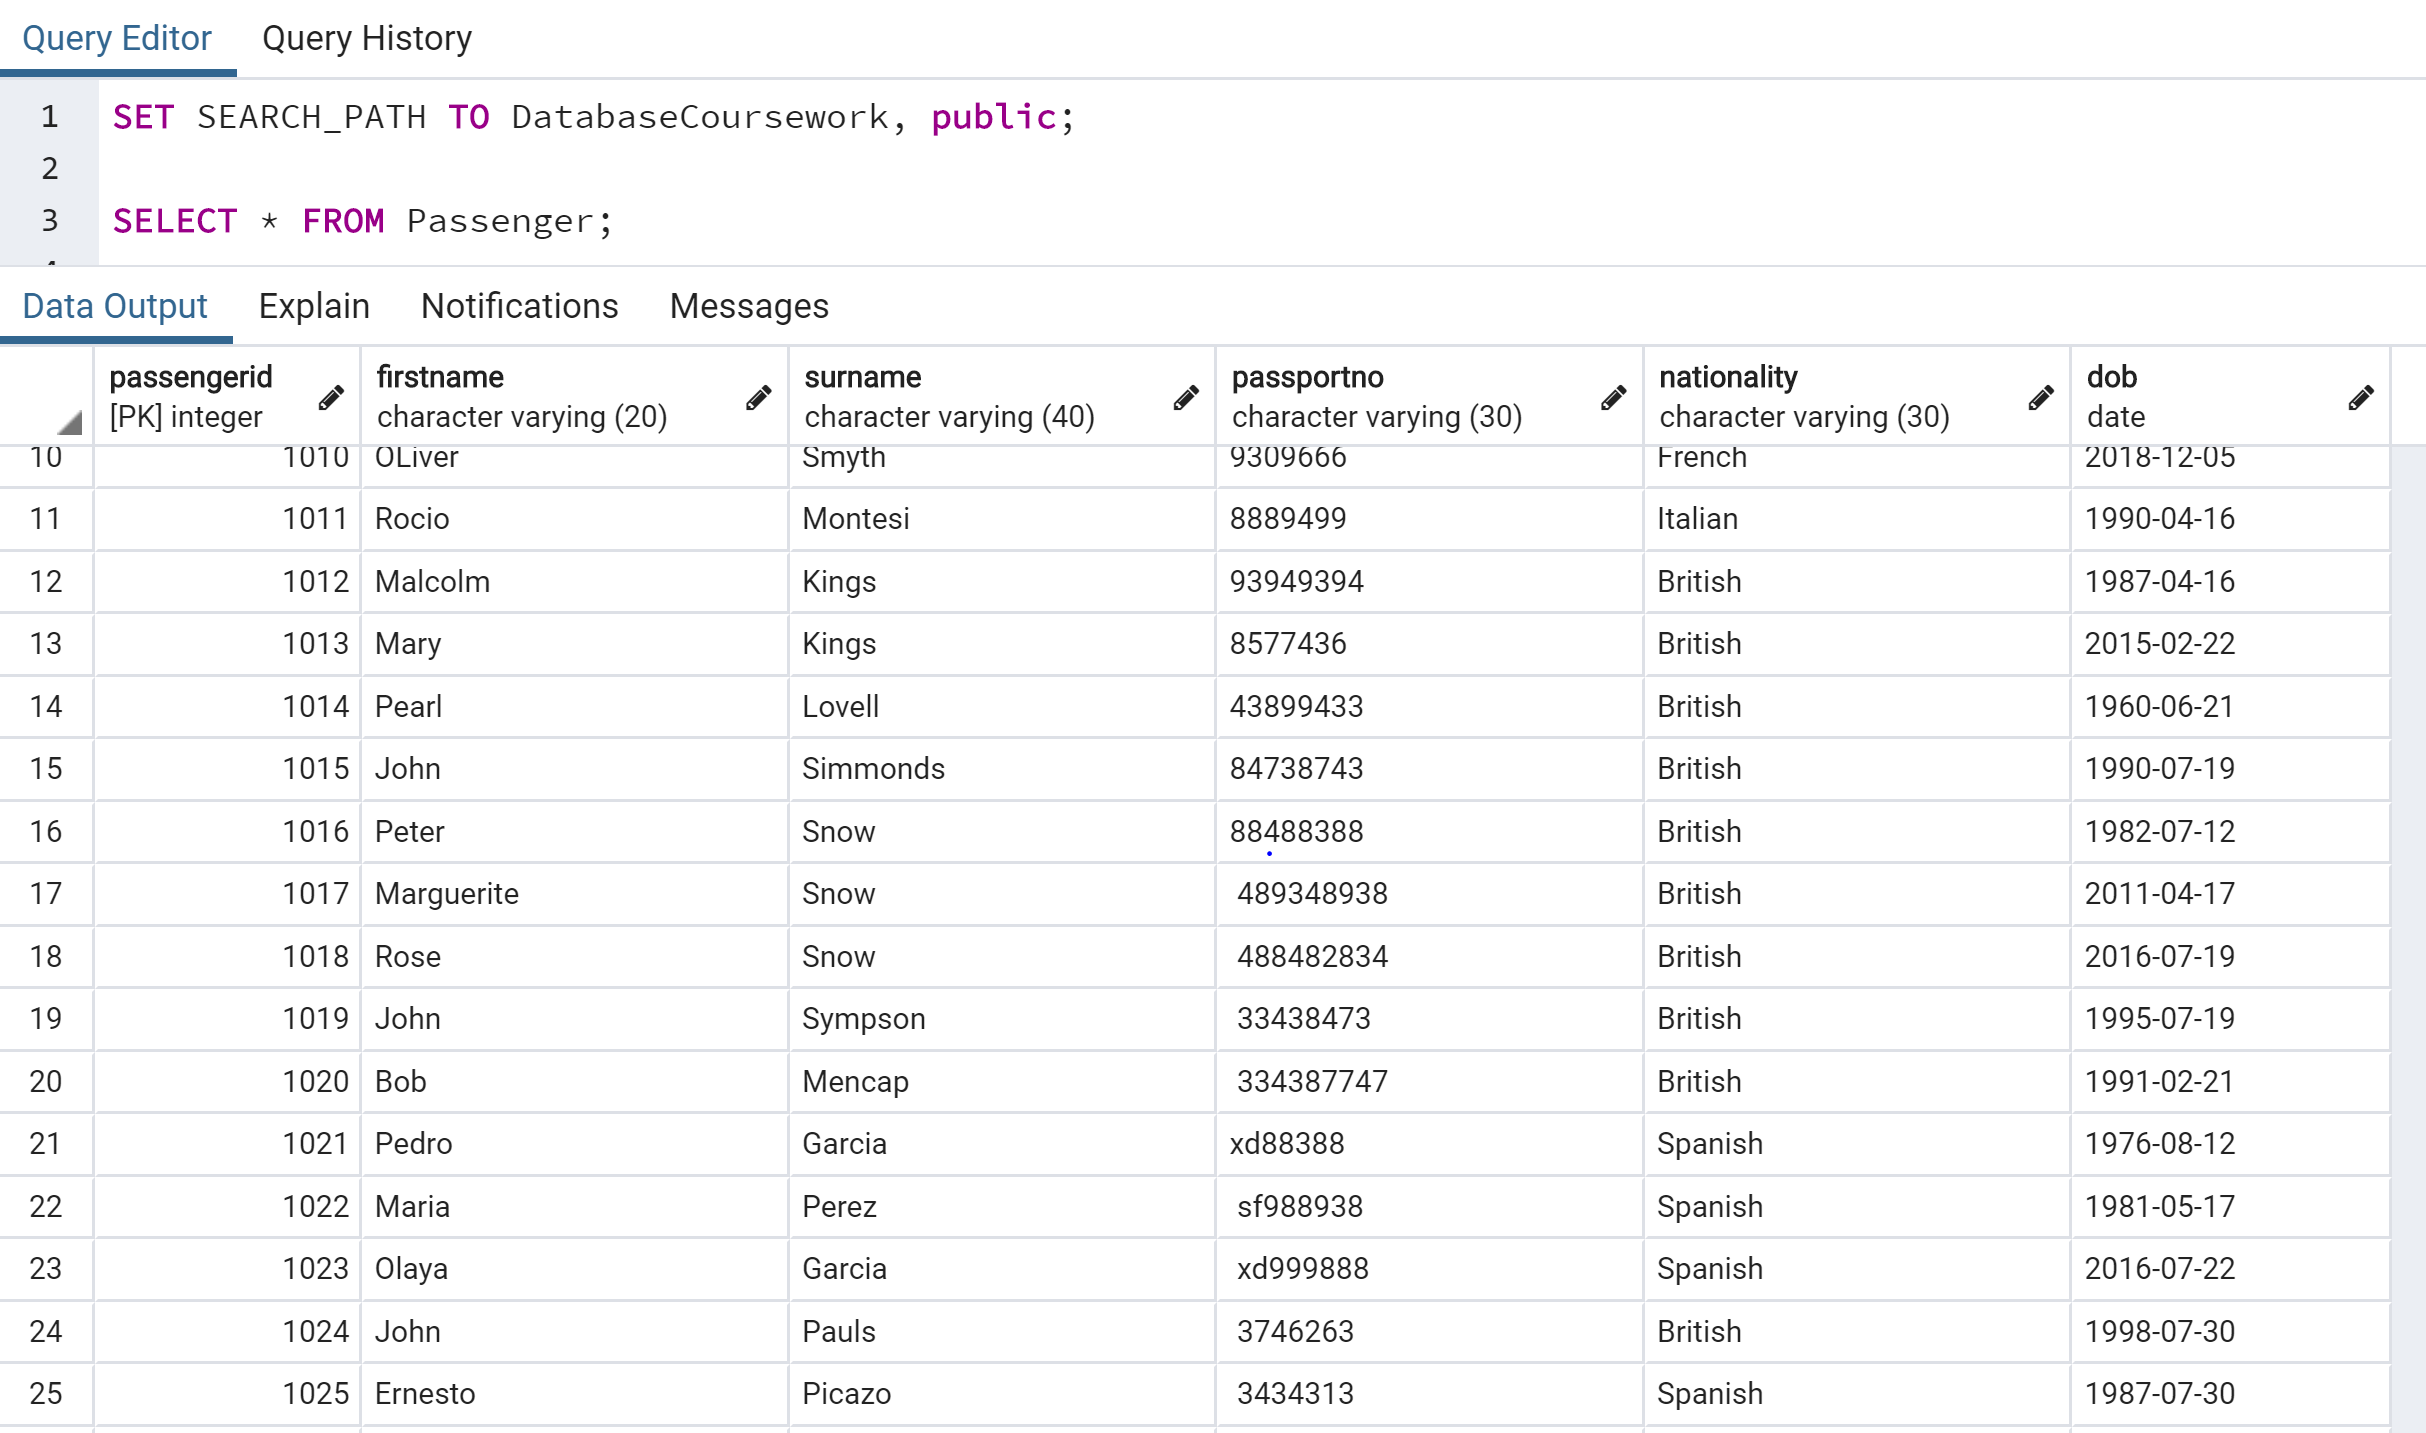 Query Editor Query History
1 SET SEARCH_PATH TO DatabaseCoursework, public;
2
3 SELECT * FROM Passenger;
Data Output Explain Notifications Messages
passengerid firstname surname passportno nationality dob
[PK] integer character varying (20) character varying (40) character varying (30) character varying (30) date
10 1010 OLiver Smyth 9309666 French 2018-12-05
11 1011 Rocio Montesi 8889499 Italian 1990-04-16
12 1012 Malcolm Kings 93949394 British 1987-04-16
13 1013 Mary Kings 8577436 British 2015-02-22
14 1014 Pearl Lovell 43899433 British 1960-06-21
15 1015 John Simmonds 84738743 British 1990-07-19
16 1016 Peter Snow 88488388 British 1982-07-12
17 1017 Marguerite Snow 489348938 British 2011-04-17
18 1018 Rose Snow 488482834 British 2016-07-19
19 1019 John Sympson 33438473 British 1995-07-19
20 1020 Bob Mencap 334387747 British 1991-02-21
21 1021 Pedro Garcia xd88388 Spanish 1976-08-12
22 1022 Maria Perez sf988938 Spanish 1981-05-17
23 1023 Olaya Garcia xd999888 Spanish 2016-07-22
24 1024 John Pauls 3746263 British 1998-07-30
25 1025 Ernesto Picazo 3434313 Spanish 1987-07-30